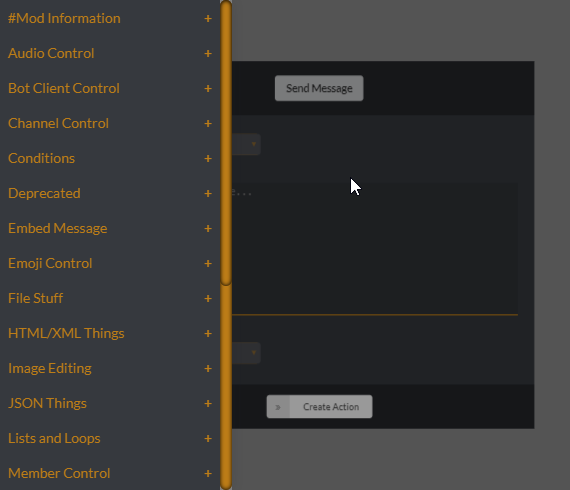 #Mod Information +
Audio Control +
Bot Client Control +
Channel Control +
Conditions +
Deprecated +
Embed Message +
Emoji Control +
File Stuff +
HTML/XML Things +
Image Editing +
JSON Things +
Lists and Loops +
Member Control +
Send Message
e...
» Create Action